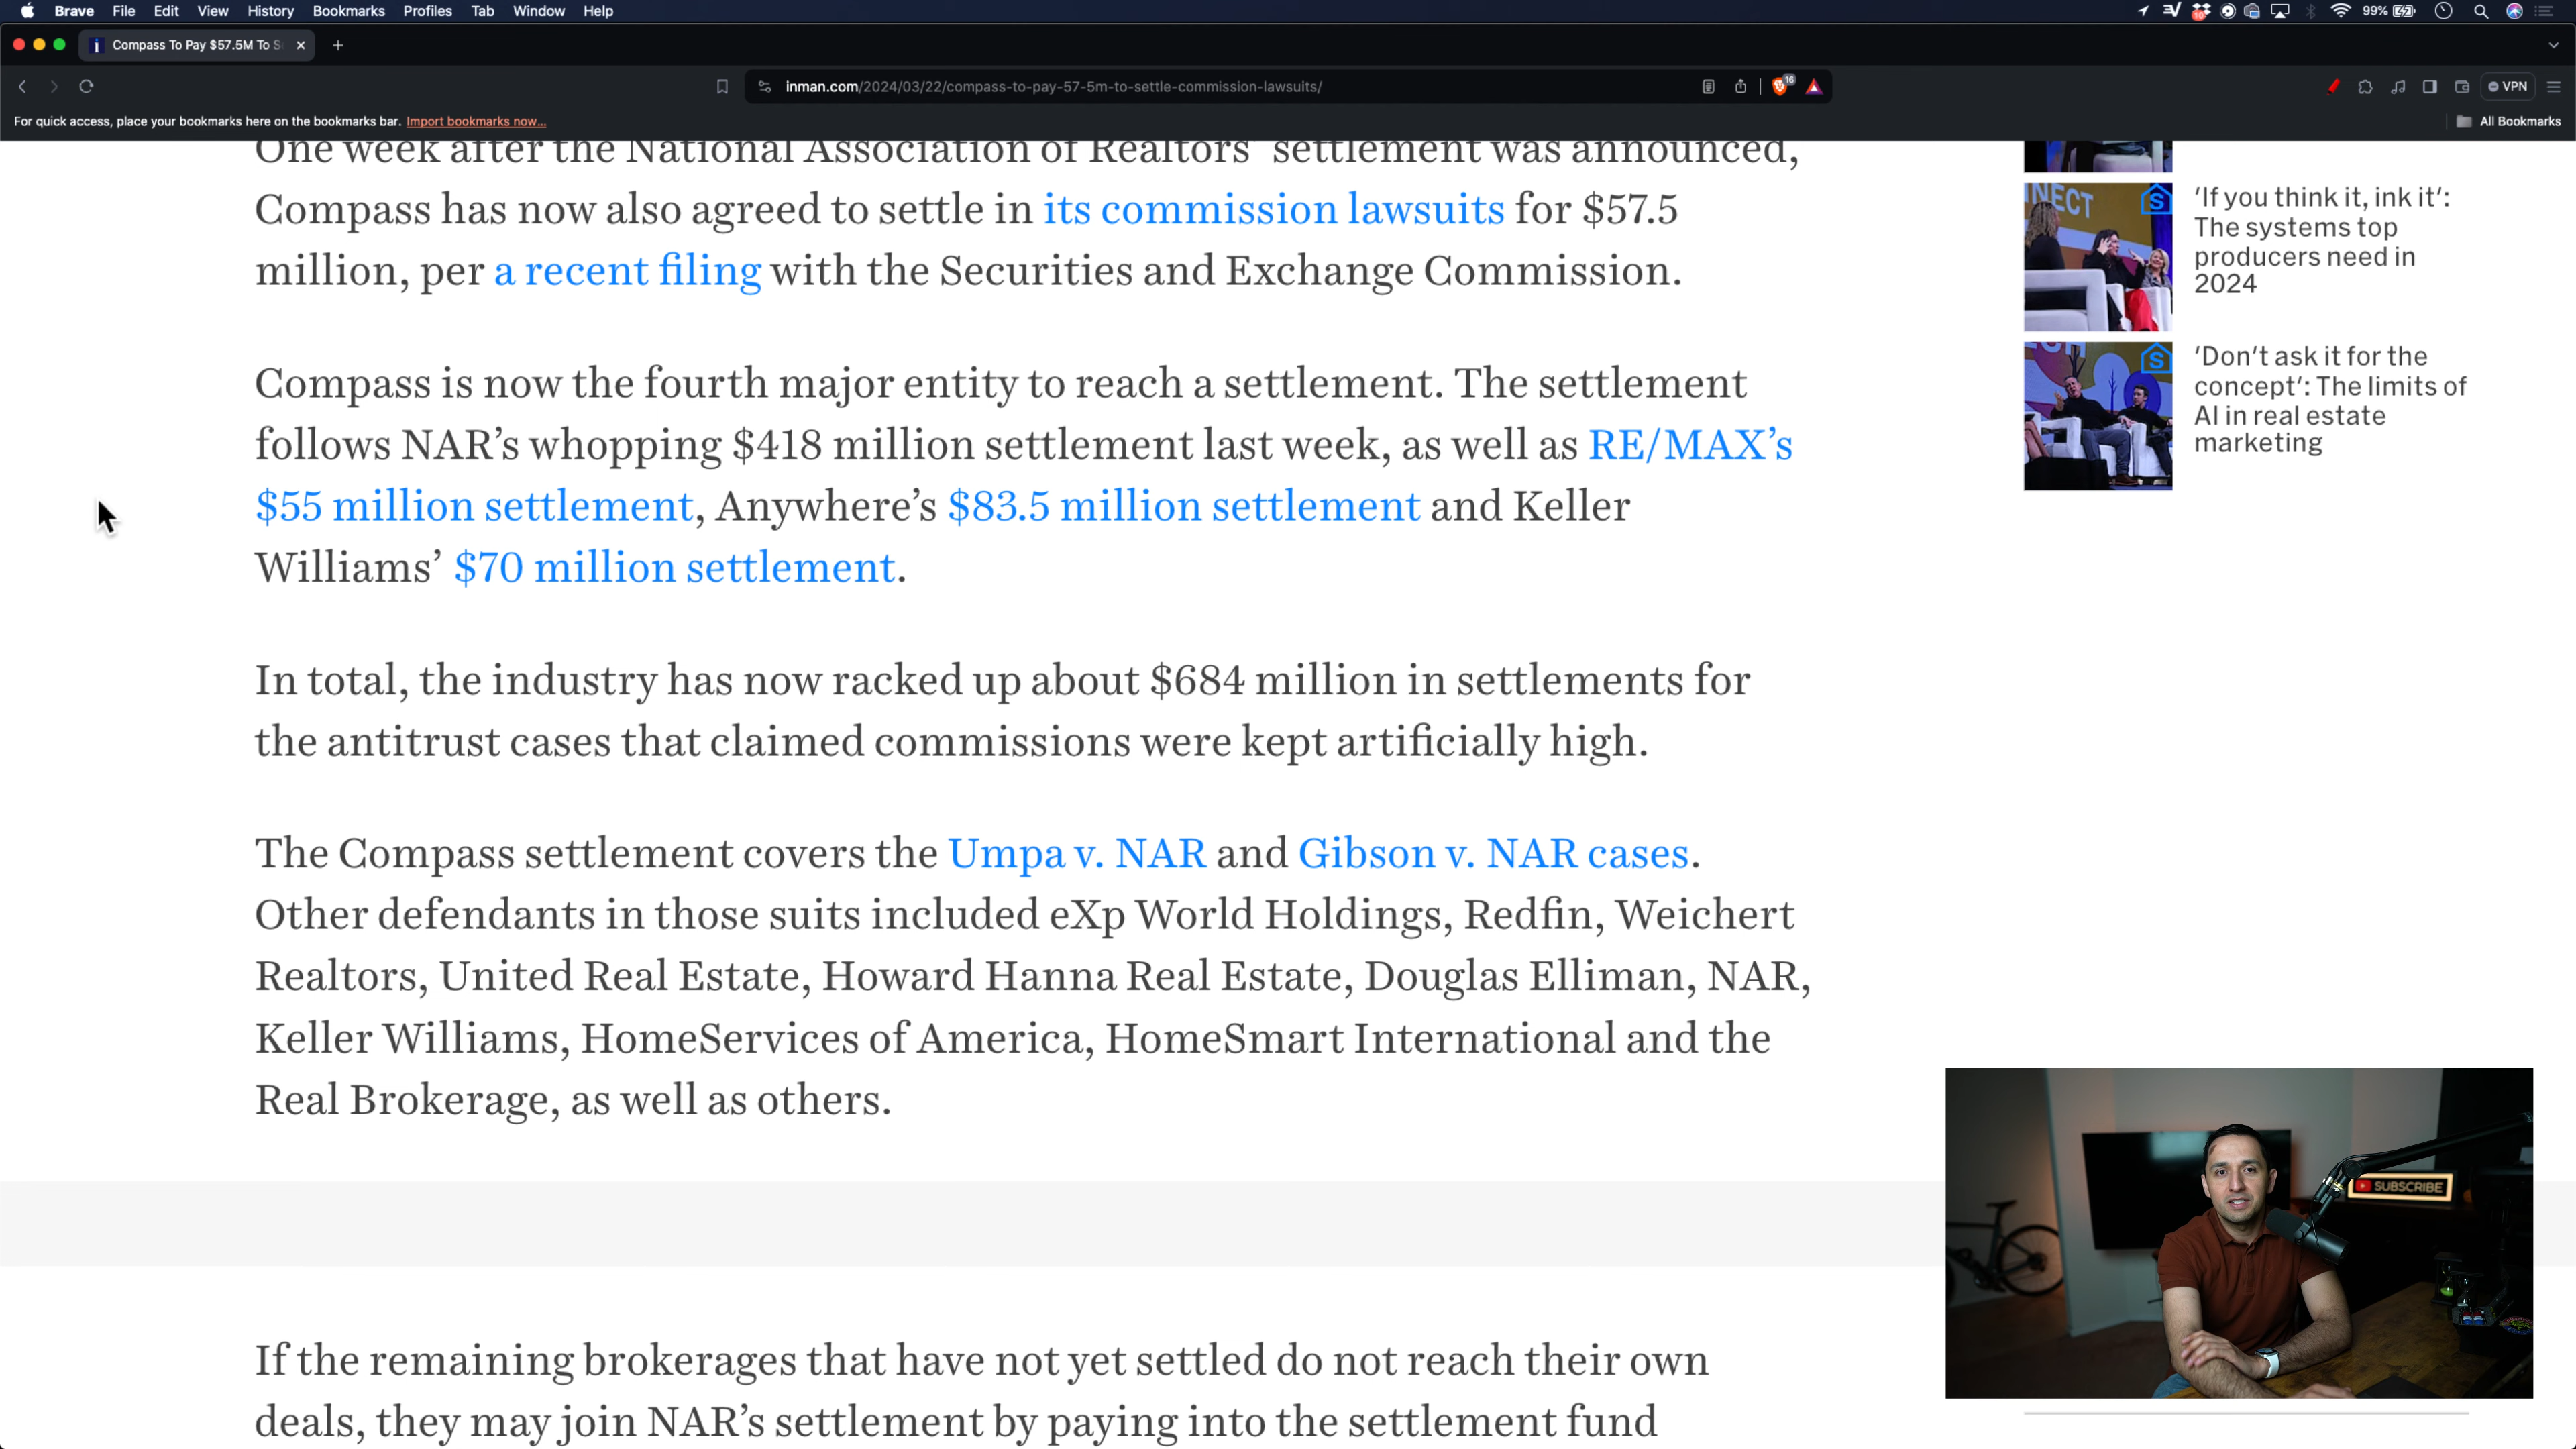 Brave File Edit View History Bookmarks Profiles Tab Window Help 99%
Compass To Pay $57.5M To S
inman.com/2024/03/22/compass-to-pay-57-5m-to-settle-commission-lawsuits/ 16 VPN
For quick access, place your bookmarks here on the bookmarks bar. Import bookmarks now... All Bookmarks
One week after the National Association of Realtors' settlement was announced,
Compass has now also agreed to settle in its commission lawsuits for $57.5
million, per a recent filing with the Securities and Exchange Commission.
Compass is now the fourth major entity to reach a settlement. The settlement
follows NAR’s whopping $418 million settlement last week, as well as RE/MAX’s
$55 million settlement, Anywhere’s $83.5 million settlement and Keller
Williams’ $70 million settlement.
In total, the industry has now racked up about $684 million in settlements for
the antitrust cases that claimed commissions were kept artificially high.
The Compass settlement covers the Umpa v. NAR and Gibson v. NAR cases.
Other defendants in those suits included eXp World Holdings, Redfin, Weichert
Realtors, United Real Estate, Howard Hanna Real Estate, Douglas Elliman, NAR,
Keller Williams, HomeServices of America, HomeSmart International and the
Real Brokerage, as well as others.
If the remaining brokerages that have not yet settled do not reach their own
deals, they may join NAR’s settlement by paying into the settlement fund
NECT
S
'If you think it, ink it':
The systems top
producers need in
2024
S
'Don't ask it for the
concept': The limits of
AI in real estate
marketing
SUBSCRIBE